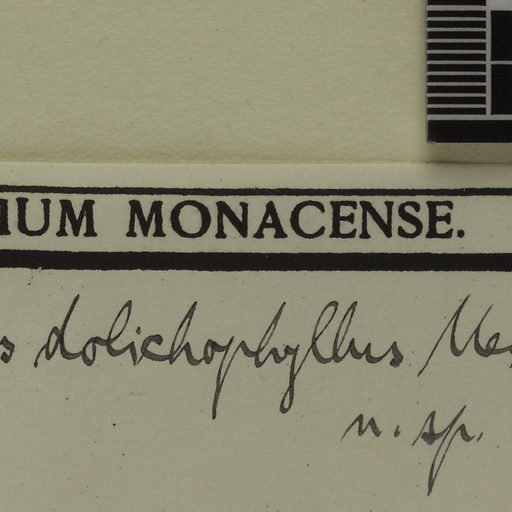 IUM MONACENSE.
s dolichophyllus
n. sp.